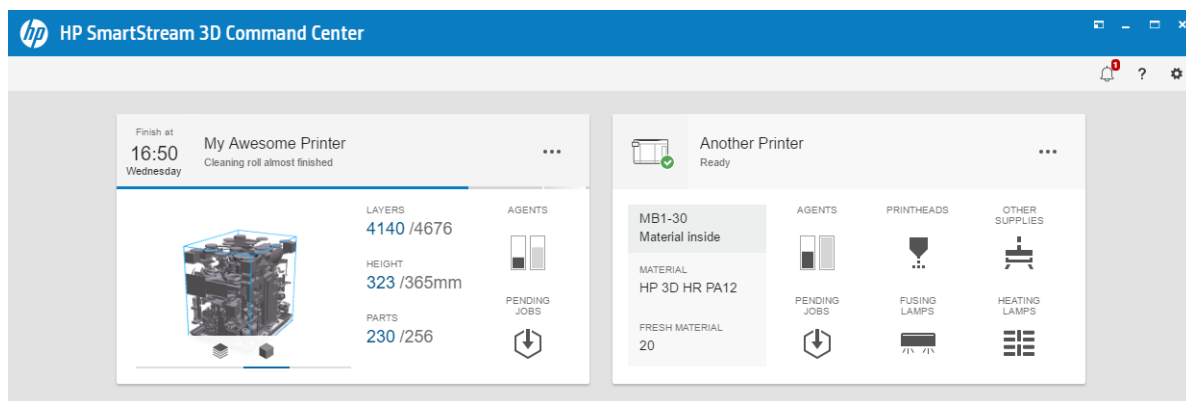 hp HP SmartStream 3D Command Center
1
?
Finish at
16:50
Wednesday
My Awesome Printer
Cleaning roll almost finished
...
LAYERS
4140 /4676
HEIGHT
323 /365mm
PARTS
230 /256
AGENTS
PENDING
JOBS
Another Printer
Ready
...
MB1-30
Material inside
MATERIAL
HP 3D HR PA12
FRESH MATERIAL
20
AGENTS
PRINTHEADS
OTHER
SUPPLIES
PENDING
JOBS
FUSING
LAMPS
HEATING
LAMPS